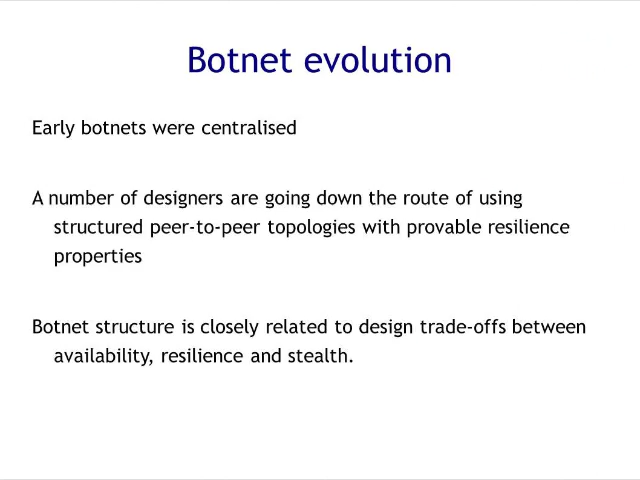 Botnet evolution
Early botnets were centralised
A number of designers are going down the route of using
structured peer-to-peer topologies with provable resilience
properties
Botnet structure is closely related to design trade-offs between
availability, resilience and stealth.